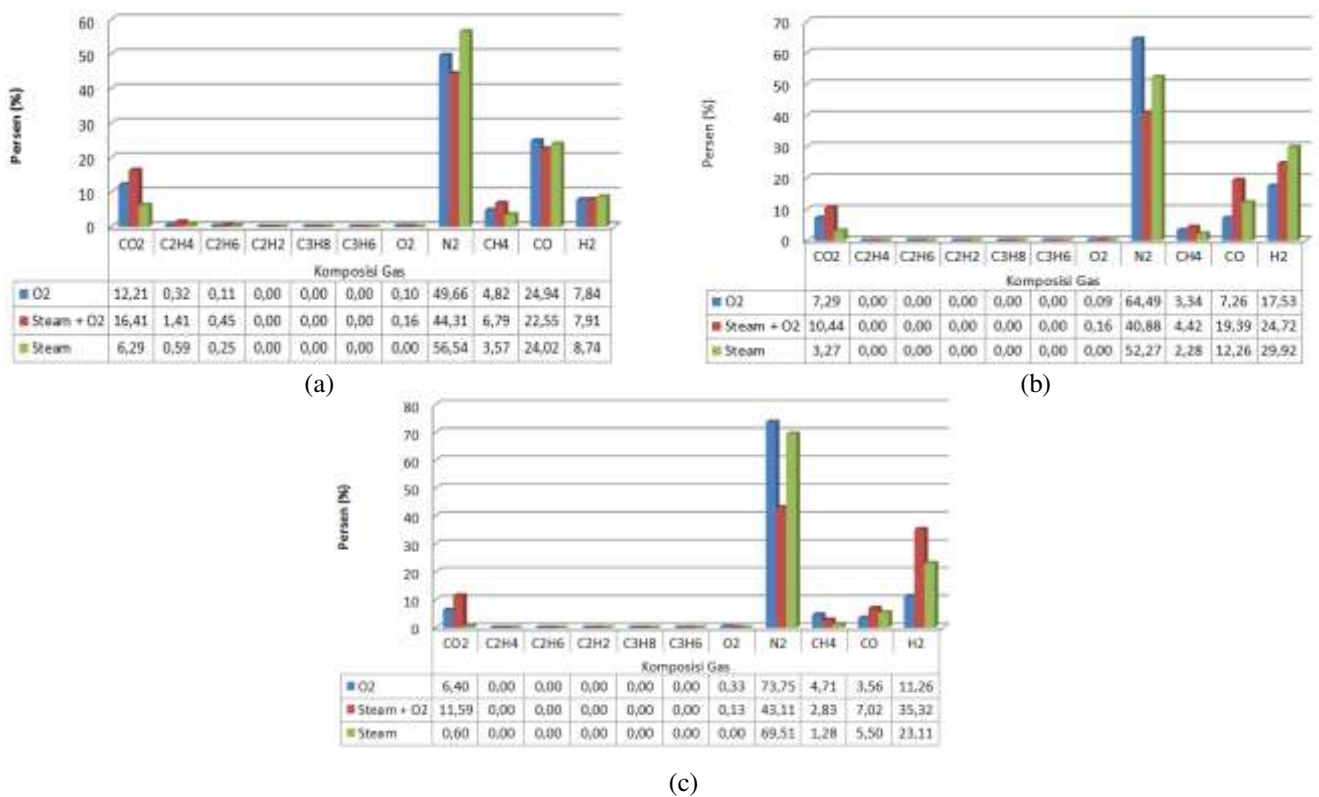 60
50
40
30
20
10
0
Persen (%)
CO2 C2H4 C2H6 C2H2 C3H8 C3H6 O2 N2 CH4 CO H2
Komposisi Gas
O2 12,21 0,32 0,11 0,00 0,00 0,00 0,10 49,66 4,82 24,94 7,84
Steam + O2 16,41 1,41 0,45 0,00 0,00 0,00 0,16 44,31 6,79 22,55 7,91
Steam 6,29 0,59 0,25 0,00 0,00 0,00 0,00 56,54 3,57 24,02 8,74
(a)
70
60
50
40
30
20
10
0
Persen (%)
CO2 C2H4 C2H6 C2H2 C3H8 C3H6 O2 N2 CH4 CO H2
Komposisi Gas
O2 7,29 0,00 0,00 0,00 0,00 0,00 0,09 64,49 3,34 7,26 17,53
Steam + O2 10,44 0,00 0,00 0,00 0,00 0,00 0,16 40,88 4,42 19,39 24,72
Steam 3,27 0,00 0,00 0,00 0,00 0,00 0,00 52,27 2,28 12,26 29,92
(b)
80
70
60
50
40
30
20
10
0
Persen (%)
CO2 C2H4 C2H6 C2H2 C3H8 C3H6 O2 N2 CH4 CO H2
Komposisi Gas
O2 6,40 0,00 0,00 0,00 0,00 0,00 0,33 73,75 4,71 3,56 11,26
Steam + O2 11,59 0,00 0,00 0,00 0,00 0,00 0,13 43,11 2,83 7,02 35,32
Steam 0,60 0,00 0,00 0,00 0,00 0,00 0,00 69,51 1,28 5,50 23,11
(c)